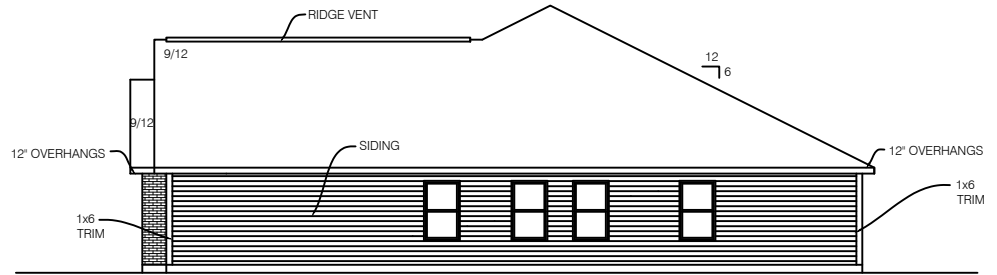 RIDGE VENT
9/12
12
6
9/12
12" OVERHANGS
SIDING
12" OVERHANGS
1x6
TRIM
1x6
TRIM